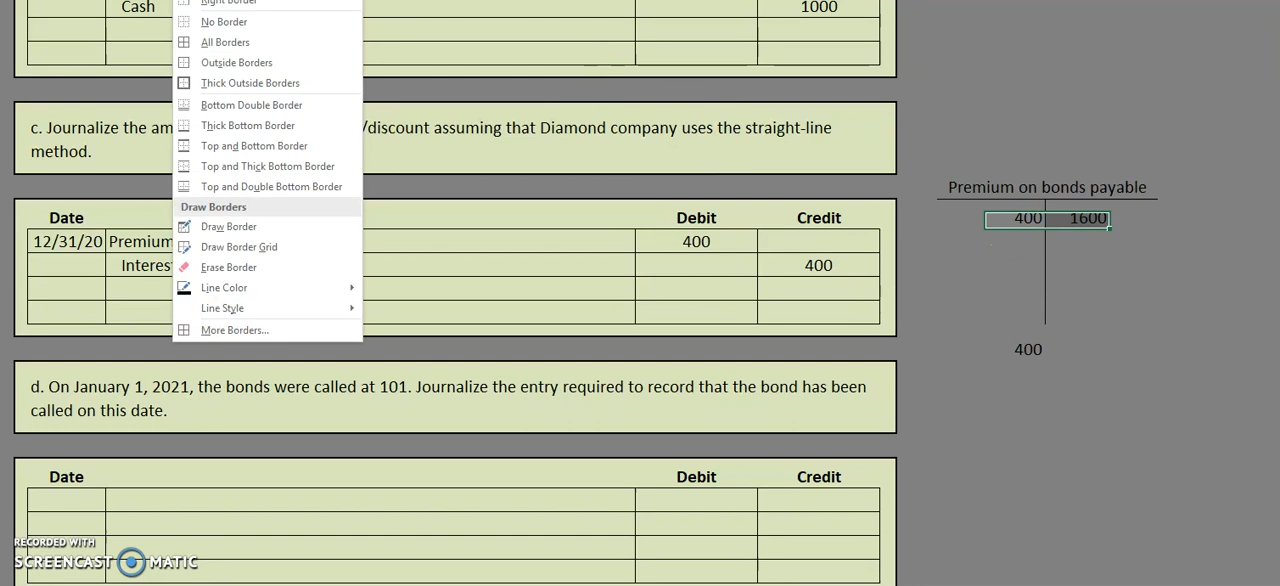 Cash 1000
Right Border
No Border
All Borders
Outside Borders
Thick Outside Borders
Bottom Double Border
Thick Bottom Border
Top and Bottom Border
Top and Thick Bottom Border
Top and Double Bottom Border
Draw Borders
Draw Border
Draw Border Grid
Erase Border
Line Color
Line Style
More Borders...
c. Journalize the am /discount assuming that Diamond company uses the straight-line
method.
Date Debit Credit
12/31/20 Premium 400
Interes 400
Premium on bonds payable
400 1600
400
d. On January 1, 2021, the bonds were called at 101. Journalize the entry required to record that the bond has been
called on this date.
Date Debit Credit
RECORDED WITH
SCREENCAST MATIC